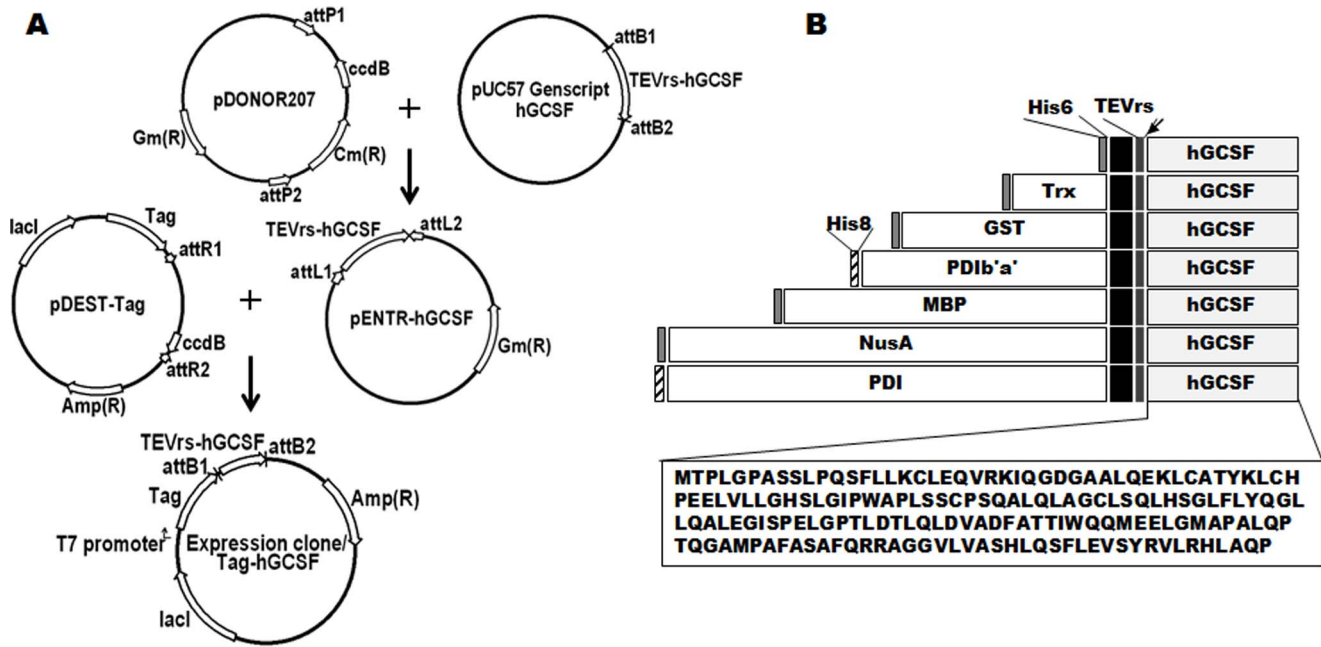 A
attP1
ccdB
pDONOR207
Gm(R)
Cm(R)
attP2
+
attB1
TEVrs-hGCSF
pUC57 Genscript
hGCSF
attB2
lacI
Tag
attR1
pDEST-Tag
ccdB
attR2
Amp(R)
+
TEVrs-hGCSF
attL2
attL1
pENTR-hGCSF
Gm(R)
TEVrs-hGCSF
attB2
attB1
Tag
Amp(R)
T7 promoter
Expression clone/
Tag-hGCSF
lacI
B
His6
TEVrs
hGCSF
Trx
hGCSF
GST
hGCSF
His8
PDIb'a'
hGCSF
MBP
hGCSF
NusA
hGCSF
PDI
hGCSF
MTPLGPASSLPQSFLLKCLEQVRKIQGDGAALQEKLCATYKLCH
PEELVLLGHSLGIPWAPLSSCPSQALQLAGCLSQLHSGLFLYQGL
LQALEGISPELGPTLDTLQLDVADFATTIWQQMEELGMAPALQP
TQGAMPAFASAFQRRAGGVLVASHLQSFLEVSYRVLRHLAQP